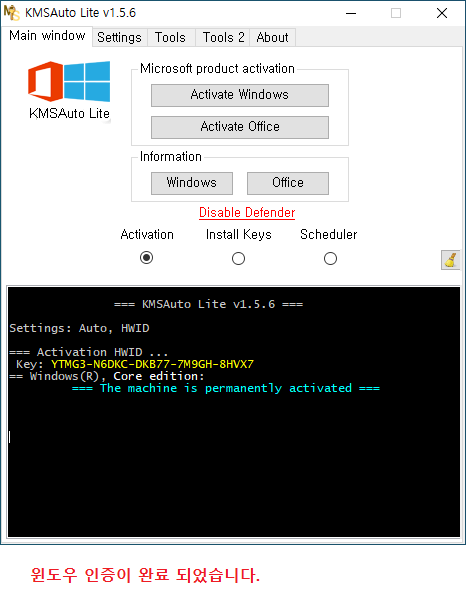 KMSAuto Lite v1.5.6
Main window Settings Tools Tools 2 About
Microsoft product activation
Activate Windows
Activate Office
KMSAuto Lite
Information
Windows Office
Disable Defender
Activation Install Keys Scheduler
=== KMSAuto Lite v1.5.6 ===
Settings: Auto, HWID
=== Activation HWID ...
Key: YTMG3-N6DKC-DKB77-7M9GH-8HVX7
== Windows(R), Core edition:
=== The machine is permanently activated ===
윈도우 인증이 완료 되었습니다.